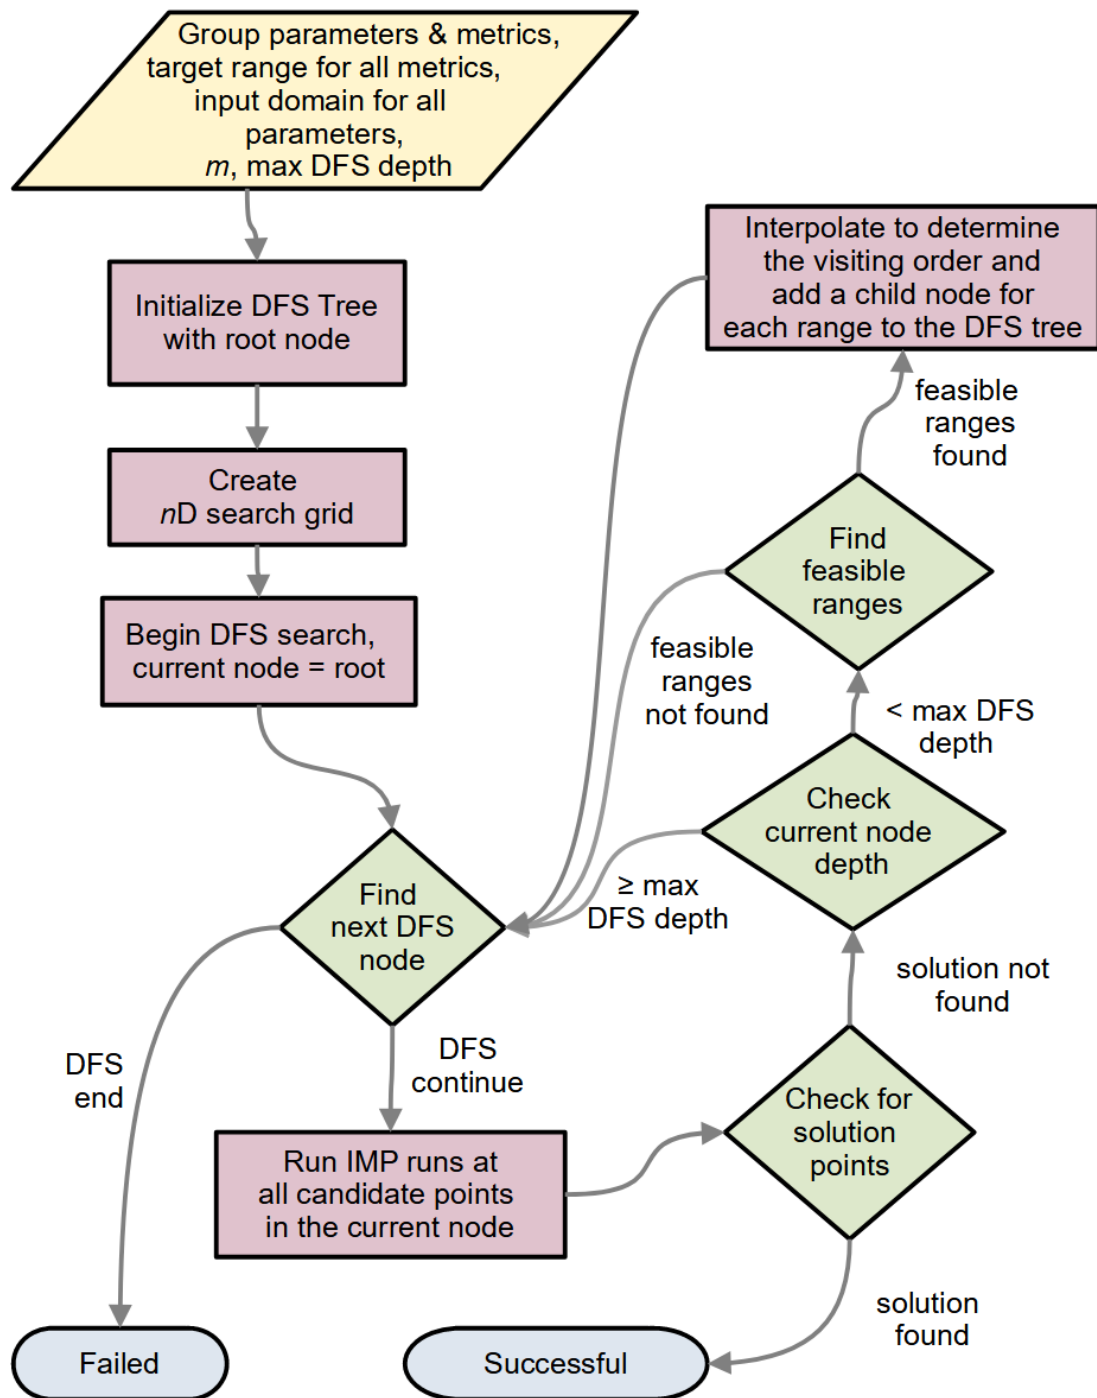 Group parameters & metrics,
target range for all metrics,
input domain for all
parameters,
m, max DFS depth
Initialize DFS Tree
with root node
Create
nD search grid
Begin DFS search,
current node = root
Find
next DFS
node
DFS
end
DFS
continue
Run IMP runs at
all candidate points
in the current node
Failed
Successful
Interpolate to determine
the visiting order and
add a child node for
each range to the DFS tree
feasible
ranges
found
Find
feasible
ranges
feasible
ranges
not found
< max DFS
depth
Check
current node
depth
≥ max
DFS depth
solution not
found
Check for
solution
points
solution
found